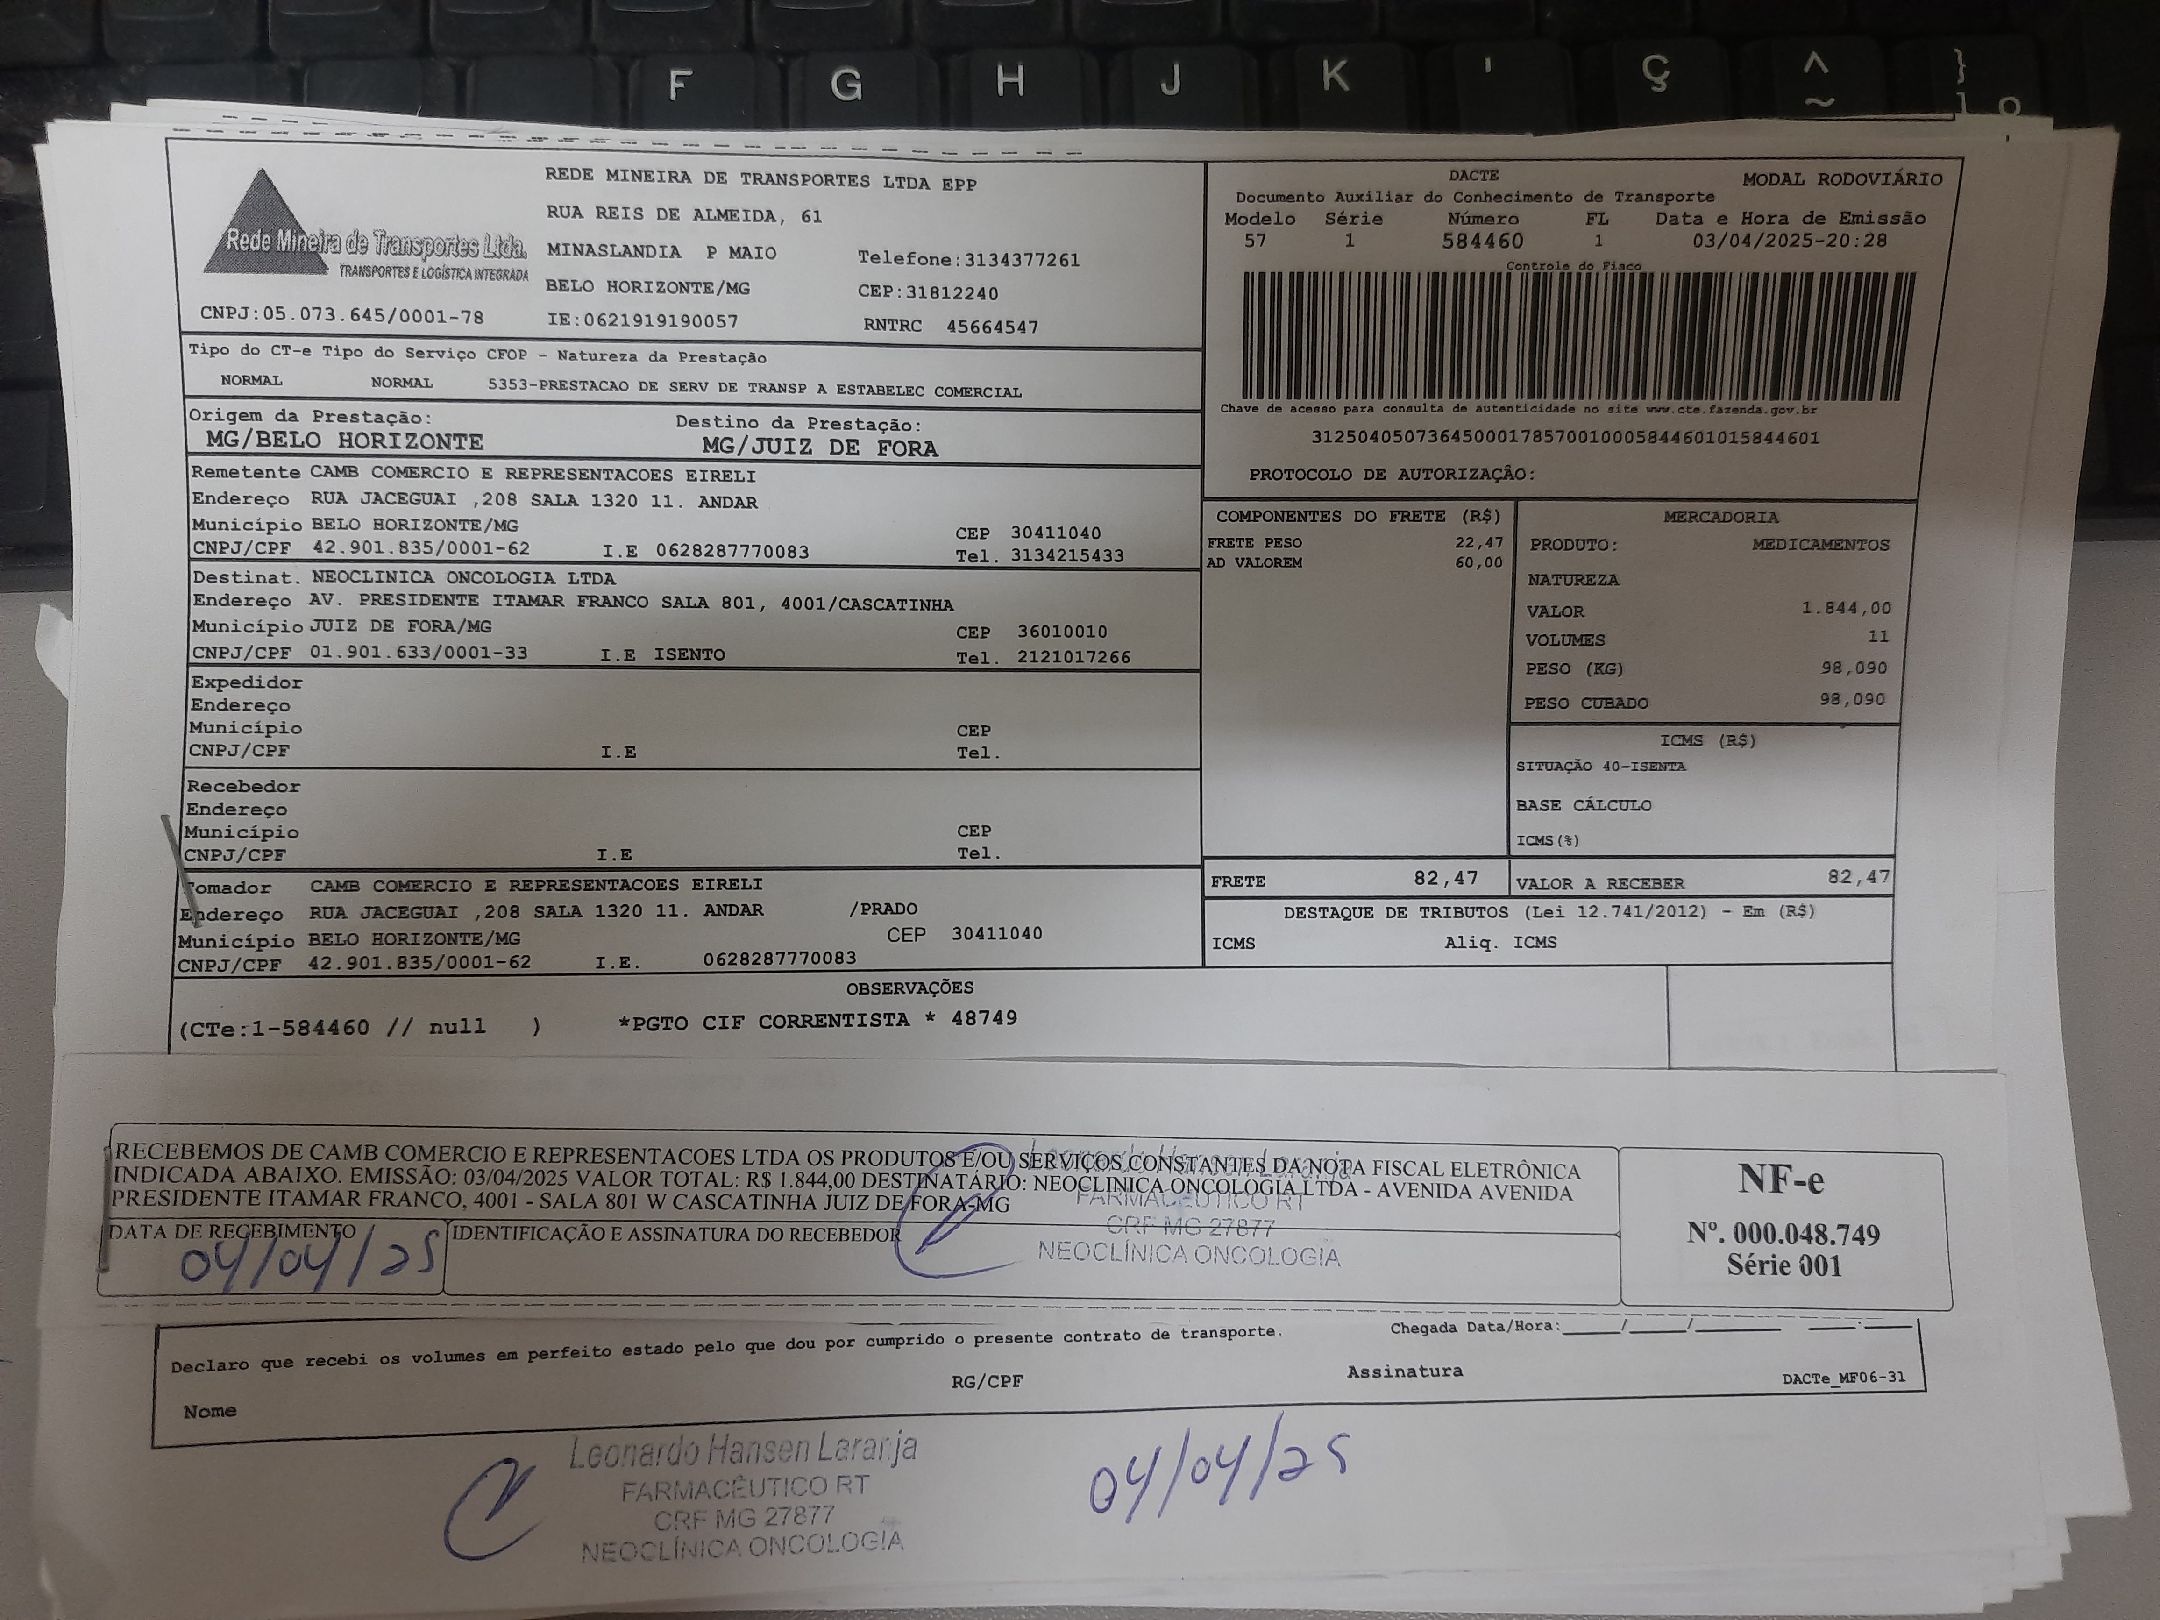 F G H J K ' Ç ^ ~ } ] º
Rede Mineira de Transportes Ltda.
TRANSPORTES E LOGÍSTICA INTEGRADA
CNPJ:05.073.645/0001-78
REDE MINEIRA DE TRANSPORTES LTDA EPP
RUA REIS DE ALMEIDA, 61
MINASLANDIA P MAIO Telefone:3134377261
BELO HORIZONTE/MG CEP:31812240
IE:0621919190057 RNTRC 45664547
DACTE MODAL RODOVIÁRIO
Documento Auxiliar do Conhecimento de Transporte
Modelo Série Número FL Data e Hora de Emissão
57 1 584460 1 03/04/2025-20:28
Controle do Fisco
Chave de acesso para consulta de autenticidade no site www.cte.fazenda.gov.br
31250405073645000178570010005844601015844601
PROTOCOLO DE AUTORIZAÇÃO:
Tipo do CT-e Tipo do Serviço CFOP - Natureza da Prestação
NORMAL NORMAL 5353-PRESTACAO DE SERV DE TRANSP A ESTABELEC COMERCIAL
Origem da Prestação: Destino da Prestação:
MG/BELO HORIZONTE MG/JUIZ DE FORA
Remetente CAMB COMERCIO E REPRESENTACOES EIRELI
Endereço RUA JACEGUAI ,208 SALA 1320 11. ANDAR
Município BELO HORIZONTE/MG CEP 30411040
CNPJ/CPF 42.901.835/0001-62 I.E 0628287770083 Tel. 3134215433
Destinat. NEOCLINICA ONCOLOGIA LTDA
Endereço AV. PRESIDENTE ITAMAR FRANCO SALA 801, 4001/CASCATINHA
Município JUIZ DE FORA/MG CEP 36010010
CNPJ/CPF 01.901.633/0001-33 I.E ISENTO Tel. 2121017266
Expedidor
Endereço
Município CEP
CNPJ/CPF I.E Tel.
Recebedor
Endereço
Município CEP
CNPJ/CPF I.E Tel.
Tomador CAMB COMERCIO E REPRESENTACOES EIRELI
Endereço RUA JACEGUAI ,208 SALA 1320 11. ANDAR /PRADO
Município BELO HORIZONTE/MG CEP 30411040
CNPJ/CPF 42.901.835/0001-62 I.E. 0628287770083
COMPONENTES DO FRETE (R$)
FRETE PESO 22,47
AD VALOREM 60,00
MERCADORIA
PRODUTO: MEDICAMENTOS
NATUREZA
VALOR 1.844,00
VOLUMES 11
PESO (KG) 98,090
PESO CUBADO 98,090
ICMS (R$)
SITUAÇÃO 40-ISENTA
BASE CÁLCULO
ICMS(%)
FRETE 82,47 VALOR A RECEBER 82,47
DESTAQUE DE TRIBUTOS (Lei 12.741/2012) - Em (R$)
ICMS Aliq. ICMS
OBSERVAÇÕES
(CTe:1-584460 // null ) *PGTO CIF CORRENTISTA * 48749
RECEBEMOS DE CAMB COMERCIO E REPRESENTACOES LTDA OS PRODUTOS E/OU SERVIÇOS CONSTANTES DA NOTA FISCAL ELETRÔNICA
INDICADA ABAIXO. EMISSÃO: 03/04/2025 VALOR TOTAL: R$ 1.844,00 DESTINATÁRIO: NEOCLINICA ONCOLOGIA LTDA - AVENIDA AVENIDA
PRESIDENTE ITAMAR FRANCO, 4001 - SALA 801 W CASCATINHA JUIZ DE FORA-MG
DATA DE RECEBIMENTO IDENTIFICAÇÃO E ASSINATURA DO RECEBEDOR
04/04/25
Leonardo Hansen Laranja
FARMACÊUTICO RT
CRF MG 27877
NEOCLÍNICA ONCOLOGIA
NF-e
Nº. 000.048.749
Série 001
Declaro que recebi os volumes em perfeito estado pelo que dou por cumprido o presente contrato de transporte. Chegada Data/Hora:____/____/______ ____:____
Nome RG/CPF Assinatura DACTe_MF06-31
Leonardo Hansen Laranja
FARMACÊUTICO RT
CRF MG 27877
NEOCLÍNICA ONCOLOGIA
04/04/25